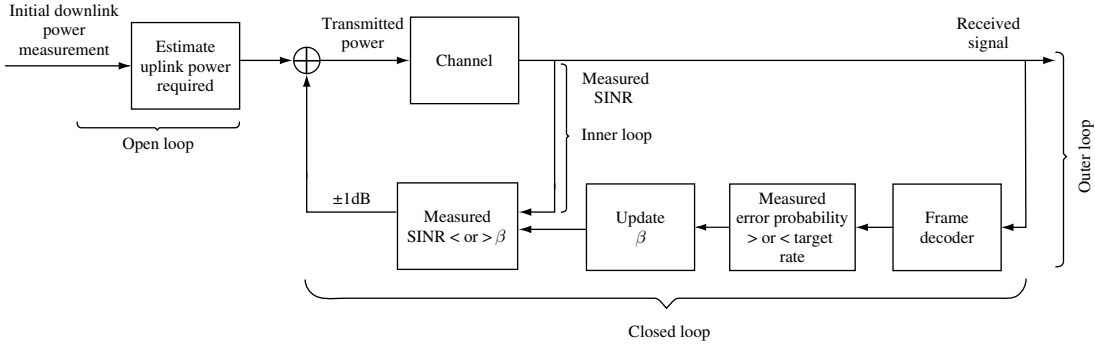 Initial downlink
power
measurement
Estimate
uplink power
required
Open loop
Transmitted
power
Channel
Measured
SINR
Inner loop
Received
signal
Outer loop
±1dB
Measured
SINR < or > β
Update
β
Measured
error probability
> or < target
rate
Frame
decoder
Closed loop